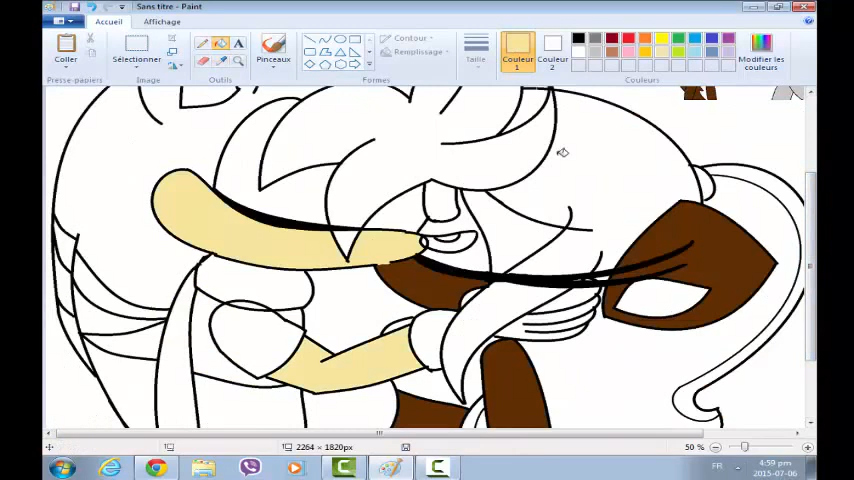 Sans titre - Paint
Accueil
Affichage
Coller
Sélectionner
A
Pinceaux
Contour
Remplissage
Taille
Couleur 1
Couleur 2
Modifier les couleurs
Presse-papiers
Image
Outils
Formes
Couleurs
2264 × 1820px
50 %
FR
4:59 pm
2015-07-06